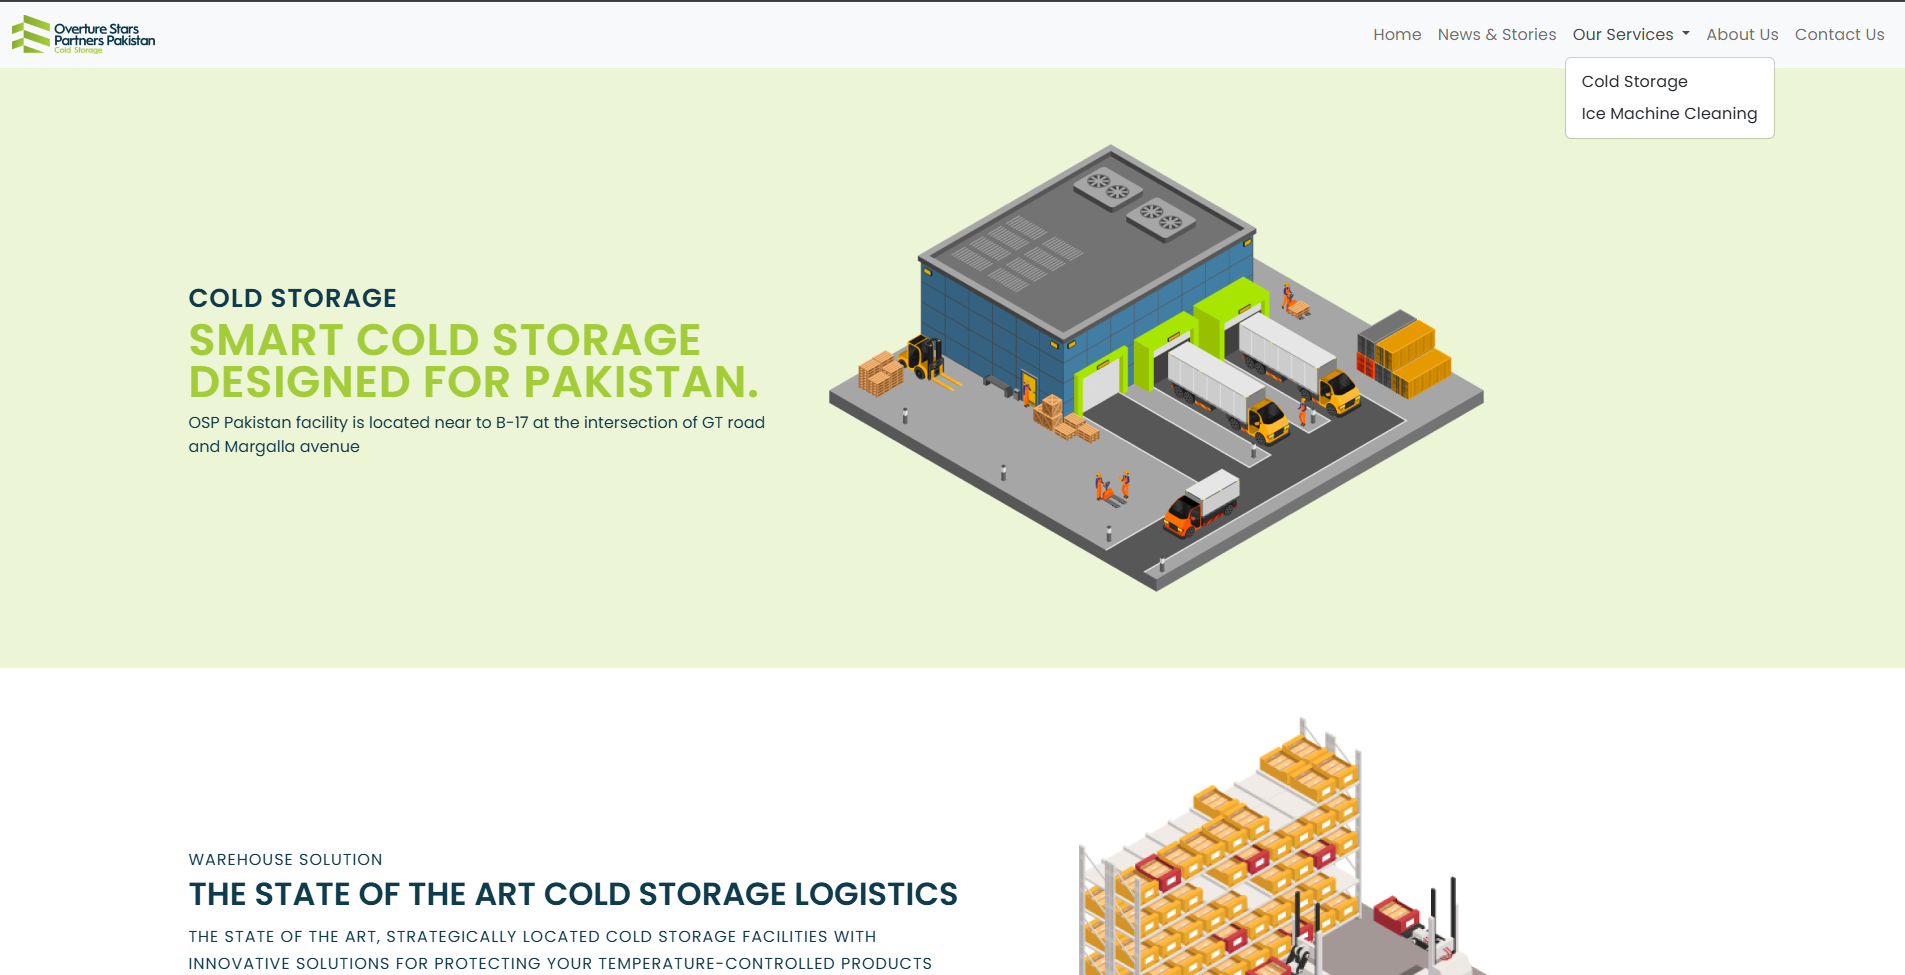 Overture Stars
Partners Pakistan
Cold Storage
Home News & Stories Our Services About Us Contact Us
Cold Storage
Ice Machine Cleaning
COLD STORAGE
SMART COLD STORAGE
DESIGNED FOR PAKISTAN.
OSP Pakistan facility is located near to B-17 at the intersection of GT road
and Margalla avenue
WAREHOUSE SOLUTION
THE STATE OF THE ART COLD STORAGE LOGISTICS
THE STATE OF THE ART, STRATEGICALLY LOCATED COLD STORAGE FACILITIES WITH
INNOVATIVE SOLUTIONS FOR PROTECTING YOUR TEMPERATURE-CONTROLLED PRODUCTS